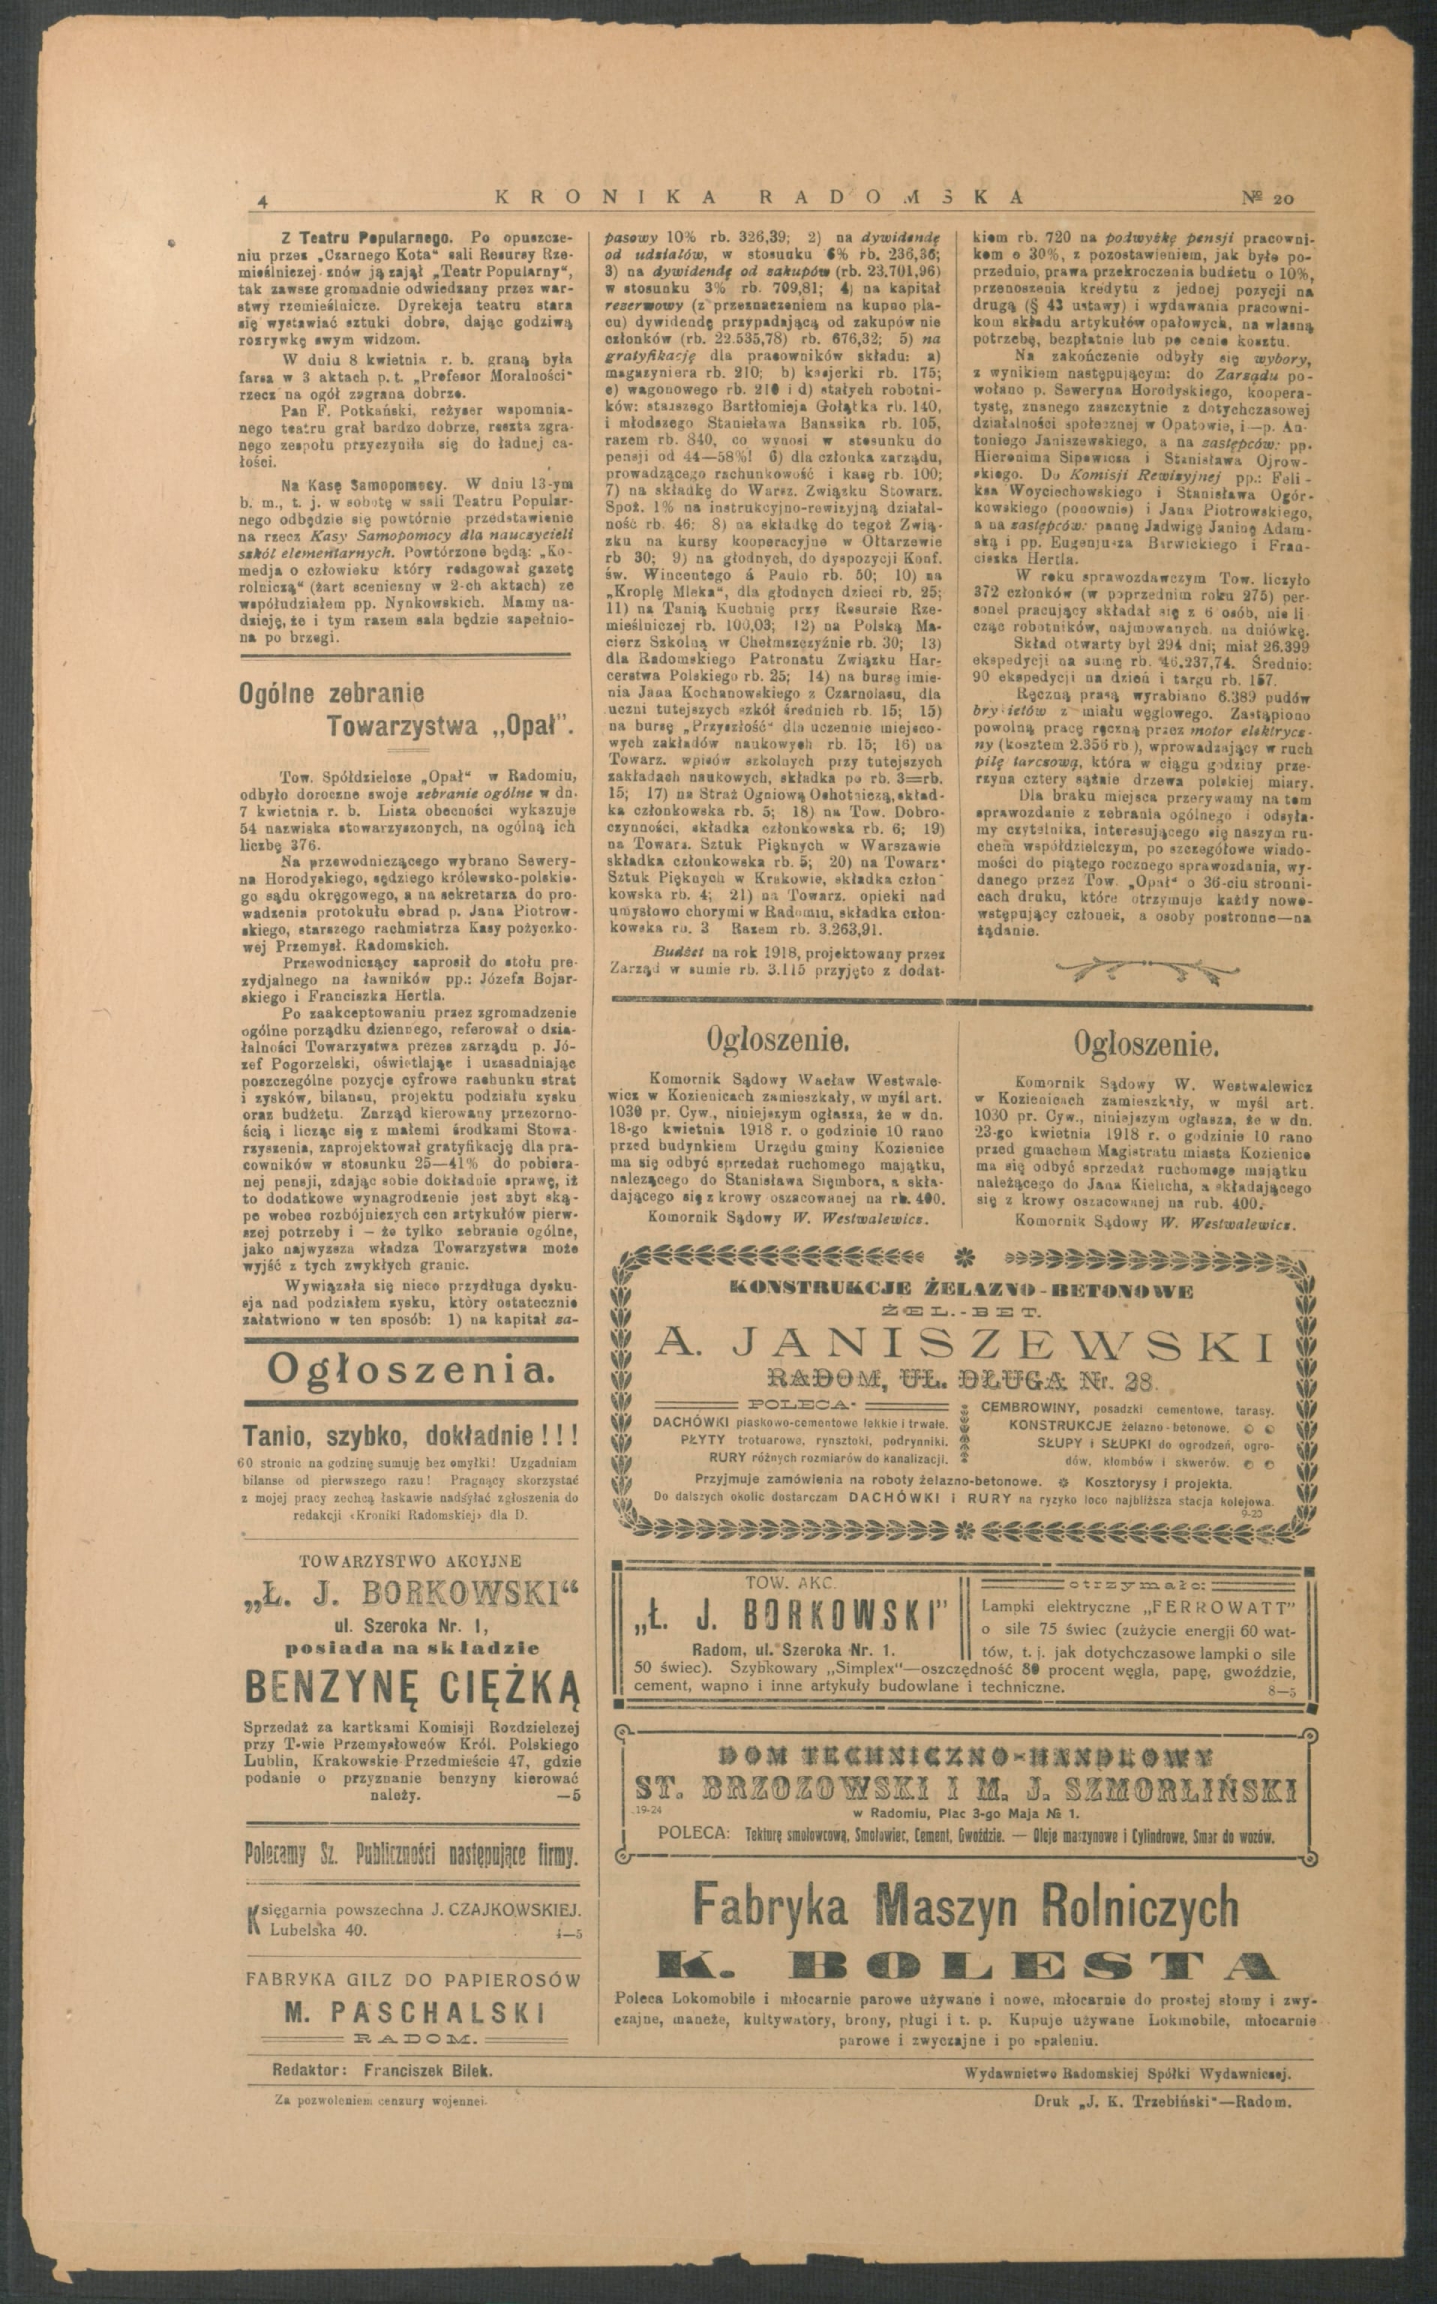 4
KRONIKA RADOMSKA
№ 20
Z Teatru Popularnego. Po opuszcze-
niu przez „Czarnego Kota“ sali Resursy Rze-
mieślniczej znów ją zajął „Teatr Popularny“,
tak zawsze gromadnie odwiedzany przez war-
stwy rzemieślnicze. Dyrekcja teatru stara
się wystawiać sztuki dobre, dając godziwą
rozrywkę swym widzom.
W dniu 8 kwietnia r. b. graną była
farsa w 3 aktach p. t. „Profesor Moralności“
rzecz na ogół zagrana dobrze.
Pan F. Potkański, reżyser wspomnia-
nego teatru grał bardzo dobrze, reszta zgra-
nego zespołu przyczyniła się do ładnej ca-
łości.
Na Kasę Samopomocy. W dniu 13-ym
b. m., t. j. w sobotę w sali Teatru Popular-
nego odbędzie się powtórnie przedstawienie
na rzecz Kasy Samopomocy dla nauczycieli
szkół elementarnych. Powtórzone będą: „Ko-
medja o człowieku który redagował gazetę
rolniczą“ (żart sceniczny w 2-ch aktach) ze
współudziałem pp. Nynkowskich. Mamy na-
dzieję, że i tym razem sala będzie zapełnio-
na po brzegi.
Ogólne zebranie
Towarzystwa „Opał”.
Tow. Spółdzielcze „Opał“ w Radomiu,
odbyło doroczne swoje zebranie ogólne w dn.
7 kwietnia r. b. Lista obecności wykazuje
54 nazwiska stowarzyszonych, na ogólną ich
liczbę 376.
Na przewodniczącego wybrano Sewery-
na Horodyskiego, sędziego królewsko-polskie-
go sądu okręgowego, a na sekretarza do pro-
wadzenia protokułu obrad p. Jana Piotrow-
skiego, starszego rachmistrza Kasy pożyczko-
wej Przemysł. Radomskich.
Przewodniczący zaprosił do stołu pre-
zydjalnego na ławników pp.: Józefa Bojar-
skiego i Franciszka Hertla.
Po zaakceptowaniu przez zgromadzenie
ogólne porządku dziennego, referował o dzia-
łalności Towarzystwa prezes zarządu p. Jó-
zef Pogorzelski, oświetlając i uzasadniając
poszczególne pozycje cyfrowe rachunku strat
i zysków, bilansu, projektu podziału zysku
oraz budżetu. Zarząd kierowany przezorno-
ścią i licząc się z małemi środkami Stowa-
rzyszenia, zaprojektował gratyfikację dla pra-
cowników w stosunku 25—41% do pobiera-
nej pensji, zdając sobie dokładnie sprawę, iż
to dodatkowe wynagrodzenie jest zbyt ską-
pe wobec rozbójniczych cen artykułów pierw-
szej potrzeby i — że tylko zebranie ogólne,
jako najwyższa władza Towarzystwa może
wyjść z tych zwykłych granic.
Wywiązała się nieco przydługa dysku-
sja nad podziałem zysku, który ostatecznie
załatwiono w ten sposób: 1) na kapitał za-
pasowy 10% rb. 326,39; 2) na dywidendę
od udziałów, w stosunku 6% rb. 236,36;
3) na dywidendę od zakupów (rb. 23.701,96)
w stosunku 3% rb. 709,81; 4) na kapitał
rezerwowy (z przeznaczeniem na kupno pla-
cu) dywidendę przypadającą od zakupów nie
członków (rb. 22.535,78) rb. 676,32; 5) na
gratyfikację dla pracowników składu: a)
magazyniera rb. 210; b) kasjerki rb. 175;
c) wagonowego rb. 210 i d) stałych robotni-
ków: starszego Bartłomieja Gołąbka rb. 140,
i młodszego Stanisława Banasika rb. 105,
razem rb. 840, co wynosi w stosunku do
pensji od 44—58%! 6) dla członka zarządu,
prowadzącego rachunkowość i kasę rb. 100;
7) na składkę do Warsz. Związku Stowarz.
Spoż. 1% na instrukcyjno-rewizyjną działal-
ność rb. 46; 8) na składkę do tegoż Zwią-
zku na kursy kooperacyjne w Ołtarzewie
rb 30; 9) na głodnych, do dyspozycji Konf.
św. Wincentego á Paulo rb. 50; 10) na
„Kroplę Mleka“, dla głodnych dzieci rb. 25;
11) na Tanią Kuchnię przy Resursie Rze-
mieślniczej rb. 100,03; 12) na Polską Ma-
cierz Szkolną w Chełmszczyźnie rb. 30; 13)
dla Radomskiego Patronatu Związku Har-
cerstwa Polskiego rb. 25; 14) na bursę imie-
nia Jana Kochanowskiego z Czarnolasu, dla
uczni tutejszych szkół średnich rb. 15; 15)
na bursę „Przyszłość“ dla uczennic miejsco-
wych zakładów naukowych rb. 15; 16) na
Towarz. wpisów szkolnych przy tutejszych
zakładach naukowych, składka po rb. 3=rb.
15; 17) na Straż Ogniową Ochotniczą, skład-
ka członkowska rb. 5; 18) na Tow. Dobro-
czynności, składka członkowska rb. 6; 19)
na Towarz. Sztuk Pięknych w Warszawie
składka członkowska rb. 5; 20) na Towarz·
Sztuk Pięknych w Krakowie, składka człon-
kowska rb. 4; 21) na Towarz. opieki nad
umysłowo chorymi w Radomiu, składka człon-
kowska rb. 3 Razem rb. 3.263,91.
Budżet na rok 1918, projektowany przez
Zarząd w sumie rb. 3.115 przyjęto z dodat-
kiem rb. 720 na podwyżkę pensji pracowni-
kom o 30%, z pozostawieniem, jak było po-
przednio, prawa przekroczenia budżetu o 10%,
przenoszenia kredytu z jednej pozycji na
drugą (§ 43 ustawy) i wydawania pracowni-
kom składu artykułów opałowych, na własną
potrzebę, bezpłatnie lub po cenie kosztu.
Na zakończenie odbyły się wybory,
z wynikiem następującym: do Zarządu po-
wołano p. Seweryna Horodyskiego, koopera-
tystę, znanego zaszczytnie z dotychczasowej
działalności społecznej w Opatowie, i—p. An-
toniego Janiszewskiego, a na zastępców: pp.
Hieronima Sipowicza i Stanisława Ojrow-
skiego. Do Komisji Rewizyjnej pp.: Feli-
ksa Woyciechowskiego i Stanisława Ogór-
kowskiego (ponownie) i Jana Piotrowskiego,
a na zastępców: pannę Jadwigę Janinę Adam-
ską i pp. Eugenjusza Barwickiego i Fran-
ciszka Hertla.
W roku sprawozdawczym Tow. liczyło
372 członków (w poprzednim roku 275) per-
sonel pracujący składał się z 6 osób, nie li-
cząc robotników, najmowanych na dniówkę.
Skład otwarty był 294 dni; miał 26.399
ekspedycji na sumę rb. 46.237,74. Średnio:
90 ekspedycji na dzień i targu rb. 157.
Ręczną prasą wyrabiano 6.389 pudów
brykietów z miału węglowego. Zastąpiono
powolną pracę ręczną przez motor elektrycz-
ny (kosztem 2.356 rb ), wprowadzający w ruch
piłę tarczową, która w ciągu godziny prze-
rzyna cztery sążnie drzewa polskiej miary.
Dla braku miejsca przerywamy na tem
sprawozdanie z zebrania ogólnego i odsyła-
my czytelnika, interesującego się naszym ru-
chem współdzielczym, po szczegółowe wiado-
mości do piątego rocznego sprawozdania, wy-
danego przez Tow. „Opał“ o 36-ciu stronni-
cach druku, które otrzymuje każdy nowo-
wstępujący członek, a osoby postronne—na
żądanie.
Ogłoszenie.
Komornik Sądowy Wacław Westwale-
wicz w Kozienicach zamieszkały, w myśl art.
1030 pr. Cyw., niniejszym ogłasza, że w dn.
18-go kwietnia 1918 r. o godzinie 10 rano
przed budynkiem Urzędu gminy Kozienice
ma się odbyć sprzedaż ruchomego majątku,
nalezącego do Stanisława Siembora, a skła-
dającego się z krowy oszacowanej na rb. 400.
Komornik Sądowy W. Westwalewicz.
Ogłoszenie.
Komornik Sądowy W. Westwalewicz
w Kozienicach zamieszkały, w myśl art.
1030 pr. Cyw., niniejszym ogłasza, że w dn.
23-go kwietnia 1918 r. o godzinie 10 rano
przed gmachem Magistratu miasta Kozienice
ma się odbyć sprzedaż ruchomego majątku
należącego do Jana Kielicha, a składającego
się z krowy oszacowanej na rub. 400.
Komornik Sądowy W. Westwalewicz.
Ogłoszenia.
Tanio, szybko, dokładnie!!!
60 stronic na godzinę sumuję bez omyłki! Uzgadniam
bilanse od pierwszego razu! Pragnący skorzystać
z mojej pracy zechcą łaskawie nadsyłać zgłoszenia do
redakcji «Kroniki Radomskiej» dla D.
TOWARZYSTWO AKCYJNE
„Ł. J. BORKOWSKI“
ul. Szeroka Nr. 1,
posiada na składzie
BENZYNĘ CIĘŻKĄ
Sprzedaż za kartkami Komisji Rozdzielczej
przy T-wie Przemysłowców Król. Polskiego
Lublin, Krakowskie-Przedmieście 47, gdzie
podanie o przyznanie benzyny kierować
należy. —5
Polecamy Sz. Publiczności następujące firmy.
Księgarnia powszechna J. CZAJKOWSKIEJ.
Lubelska 40. 4—5
FABRYKA GILZ DO PAPIEROSÓW
M. PASCHALSKI
RADOM.
KONSTRUKCJE ŻELAZNO-BETONOWE
ŻEL.-BET.
A. JANISZEWSKI
RADOM, UL. DŁUGA Nr. 28.
POLECA·
DACHÓWKI piaskowo-cementowe lekkie i trwałe.
PŁYTY trotuarowe, rynsztoki, podrynniki.
RURY różnych rozmiarów do kanalizacji.
CEMBROWINY, posadzki cementowe, tarasy.
KONSTRUKCJE żelazno-betonowe.
SŁUPY i SŁUPKI do ogrodzeń, ogro-
dów, klombów i skwerów.
Przyjmuje zamówienia na roboty żelazno-betonowe. Kosztorysy i projekta.
Do dalszych okolic dostarczam DACHÓWKI i RURY na ryzyko loco najbliższa stacja kolejowa.
9-25
TOW. AKC.
„Ł. J. BORKOWSKI”
Radom, ul. Szeroka Nr. 1.
otrzymało:
Lampki elektryczne „FERROWATT”
o sile 75 świec (zużycie energji 60 wat-
tów, t. j. jak dotychczasowe lampki o sile
50 świec). Szybkowary „Simplex“—oszczędność 80 procent węgla, papę, gwoździe,
cement, wapno i inne artykuły budowlane i techniczne. 8—5
DOM TECHNICZNO-HANDLOWY
ST. BRZOZOWSKI I M. J. SZMORLIŃSKI
19-24
w Radomiu, Plac 3-go Maja № 1.
POLECA: Tekturę smołowcową, Smołowiec, Cement, Gwoździe. — Oleje maszynowe i Cylindrowe, Smar do wozów.
Fabryka Maszyn Rolniczych
K. BOLESTA
Poleca Lokomobile i młocarnie parowe używane i nowe, młocarnie do prostej słomy i zwy-
czajne, maneże, kultywatory, brony, pługi i t. p. Kupuje używane Lokmobile, młocarnie
parowe i zwyczajne i po spaleniu.
Redaktor: Franciszek Bilek.
Wydawnictwo Radomskiej Spółki Wydawniczej.
Za pozwoleniem cenzury wojennej.
Druk „J. K. Trzebiński“—Radom.